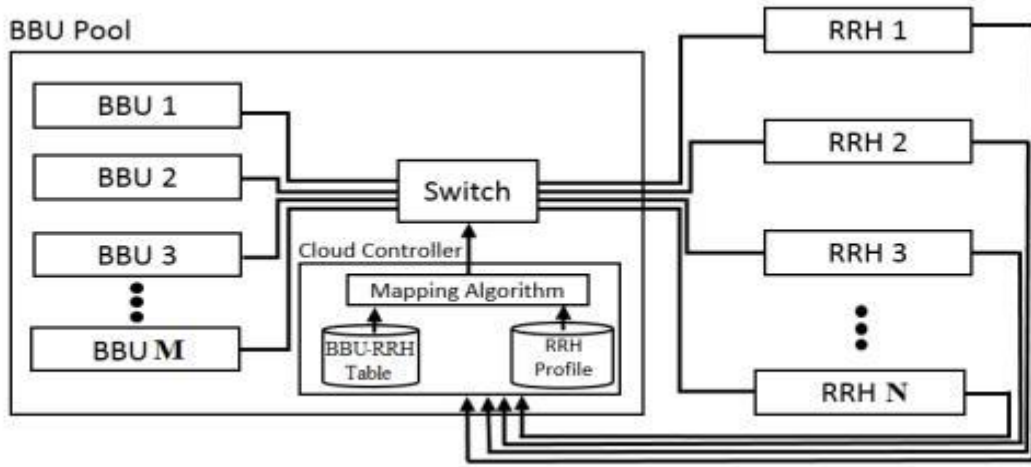 BBU Pool
BBU 1
BBU 2
BBU 3
BBU M
Switch
Cloud Controller
Mapping Algorithm
BBU-RRH
Table
RRH
Profile
RRH 1
RRH 2
RRH 3
RRH N